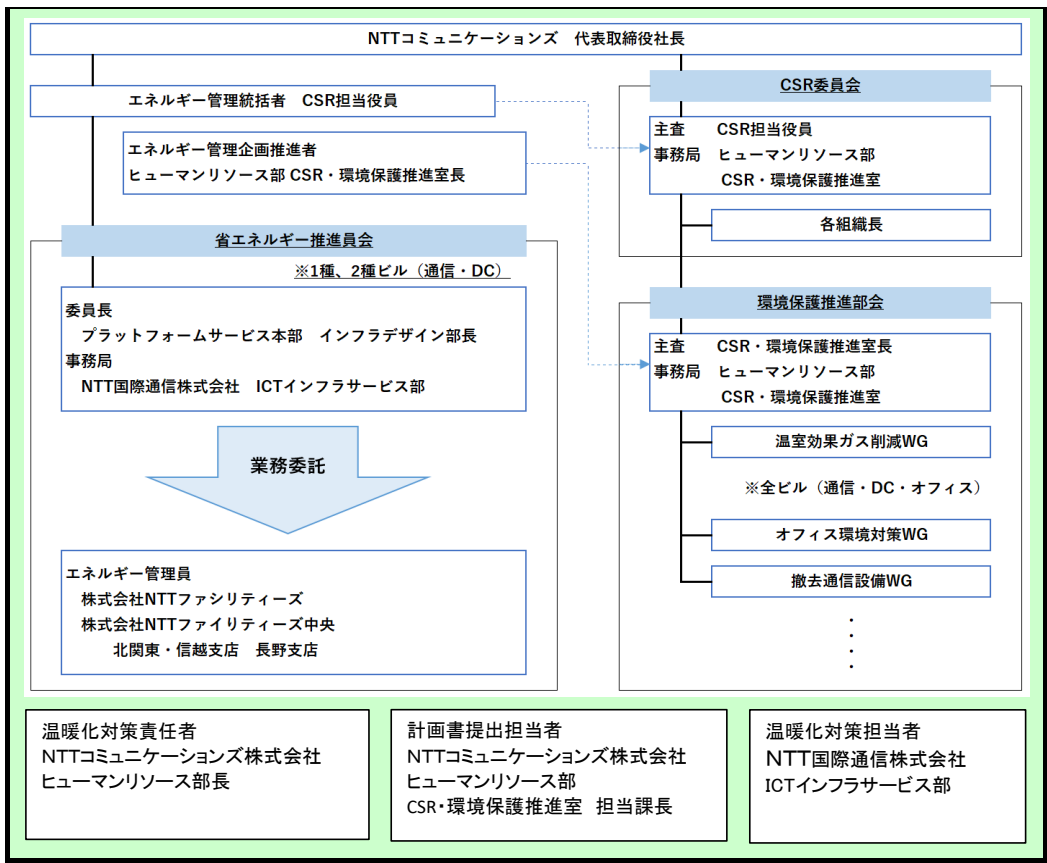 NTTコミュニケーションズ　代表取締役社長
エネルギー管理統括者　CSR担当役員
エネルギー管理企画推進者
ヒューマンリソース部 CSR・環境保護推進室長
省エネルギー推進員会
※1種、2種ビル（通信・DC）
委員長
プラットフォームサービス本部　インフラデザイン部長
事務局
NTT国際通信株式会社　ICTインフラサービス部
業務委託
エネルギー管理員
株式会社NTTファシリティーズ
株式会社NTTファイリティーズ中央
北関東・信越支店　長野支店
CSR委員会
主査　CSR担当役員
事務局　ヒューマンリソース部
CSR・環境保護推進室
各組織長
環境保護推進部会
主査　CSR・環境保護推進室長
事務局　ヒューマンリソース部
CSR・環境保護推進室
温室効果ガス削減WG
※全ビル（通信・DC・オフィス）
オフィス環境対策WG
撤去通信設備WG
・
・
・
・
温暖化対策責任者
NTTコミュニケーションズ株式会社
ヒューマンリソース部長
計画書提出担当者
NTTコミュニケーションズ株式会社
ヒューマンリソース部
CSR・環境保護推進室　担当課長
温暖化対策担当者
NTT国際通信株式会社
ICTインフラサービス部